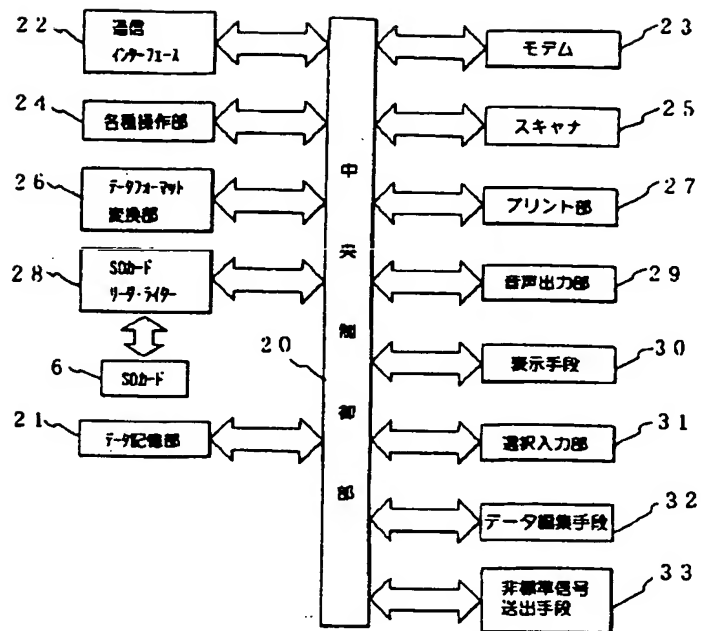 22
通信
インターフェース
23
モデム
24
各種操作部
25
スキャナ
26
データフォーマット
変換部
27
プリント部
28
SDカード
リーダ・ライター
29
音声出力部
6
SDカード
20
中央制御部
30
表示手段
21
データ記憶部
31
選択入力部
32
データ編集手段
33
非標準信号
送出手段